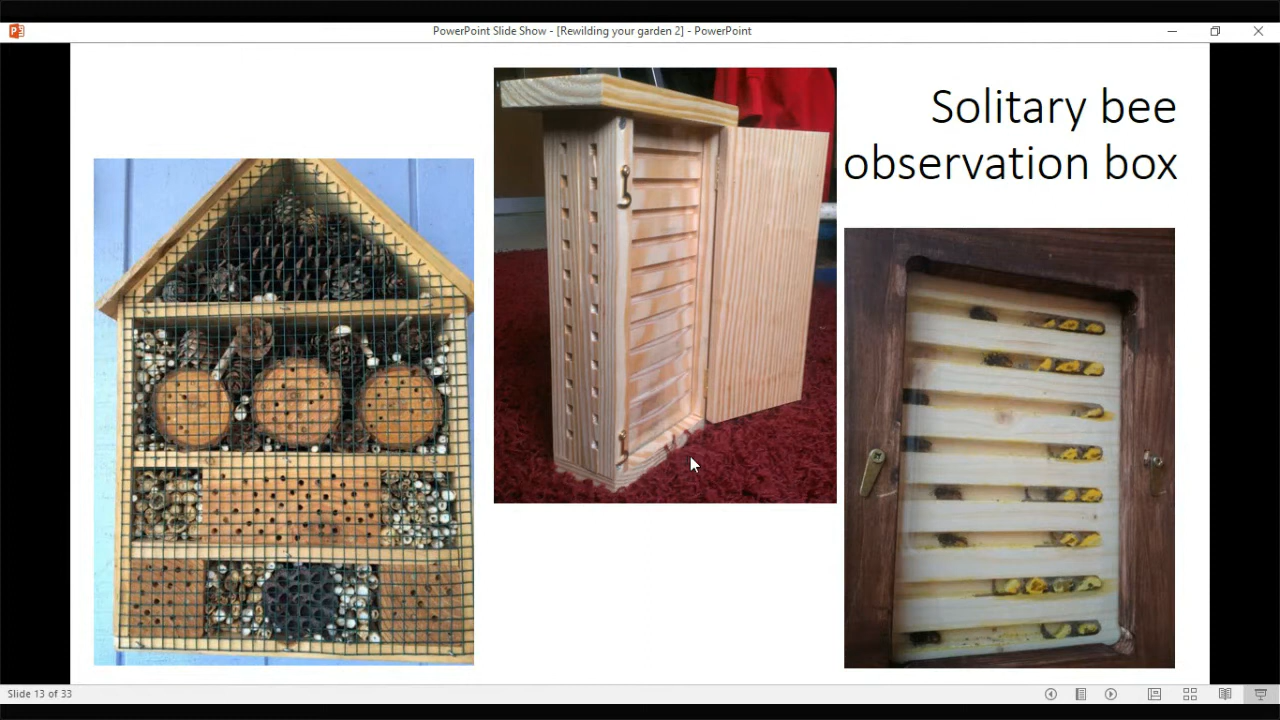 PowerPoint Slide Show - [Rewilding your garden 2] - PowerPoint
Solitary bee
observation box
Slide 13 of 33